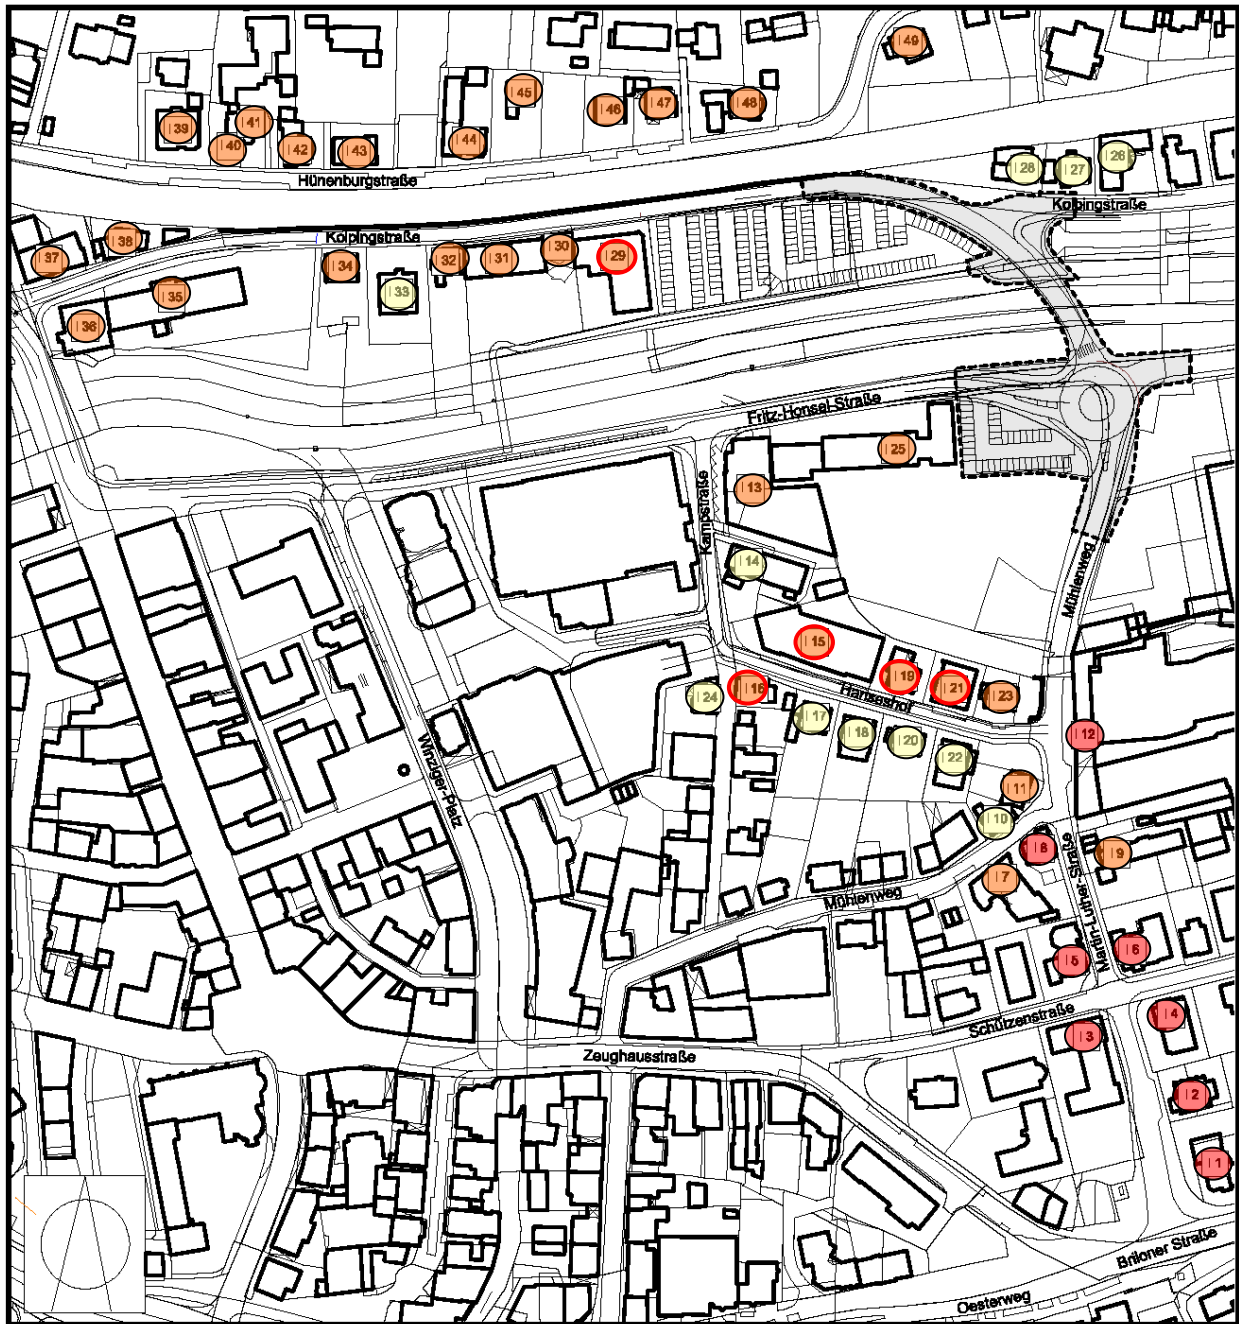 I 49
I 45
I 46
I 47
I 48
I 39
I 41
I 40
I 42
I 43
I 44
Hünenburgstraße
I 28
I 27
I 26
Kolpingstraße
I 37
I 38
Kolpingstraße
I 34
I 33
I 32
I 31
I 30
I 29
I 35
I 36
Fritz-Honsel-Straße
I 25
I 13
Kampstraße
I 14
Mühlenweg
I 15
I 19
I 21
I 23
Hanseshof
I 24
I 16
I 17
I 18
I 20
I 22
I 12
Winziger-Platz
I 11
I 10
I 8
I 9
I 7
Martin-Luther-Straße
Mühlenweg
I 5
I 6
I 4
I 3
Schützenstraße
Zeughausstraße
I 2
I 1
Briloner Straße
Oesterweg